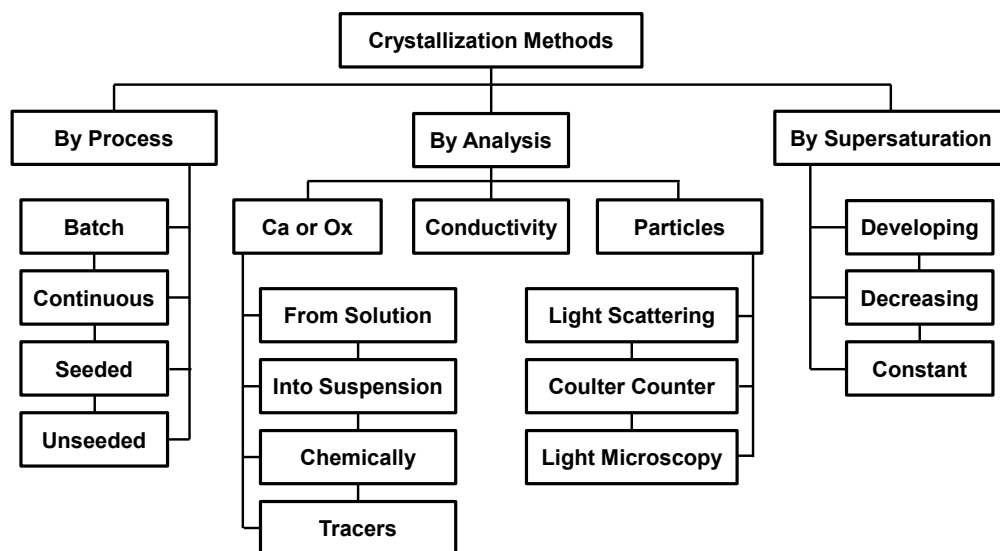 Crystallization Methods
By Process
By Analysis
By Supersaturation
Batch
Continuous
Seeded
Unseeded
Ca or Ox
Conductivity
Particles
From Solution
Into Suspension
Chemically
Tracers
Light Scattering
Coulter Counter
Light Microscopy
Developing
Decreasing
Constant